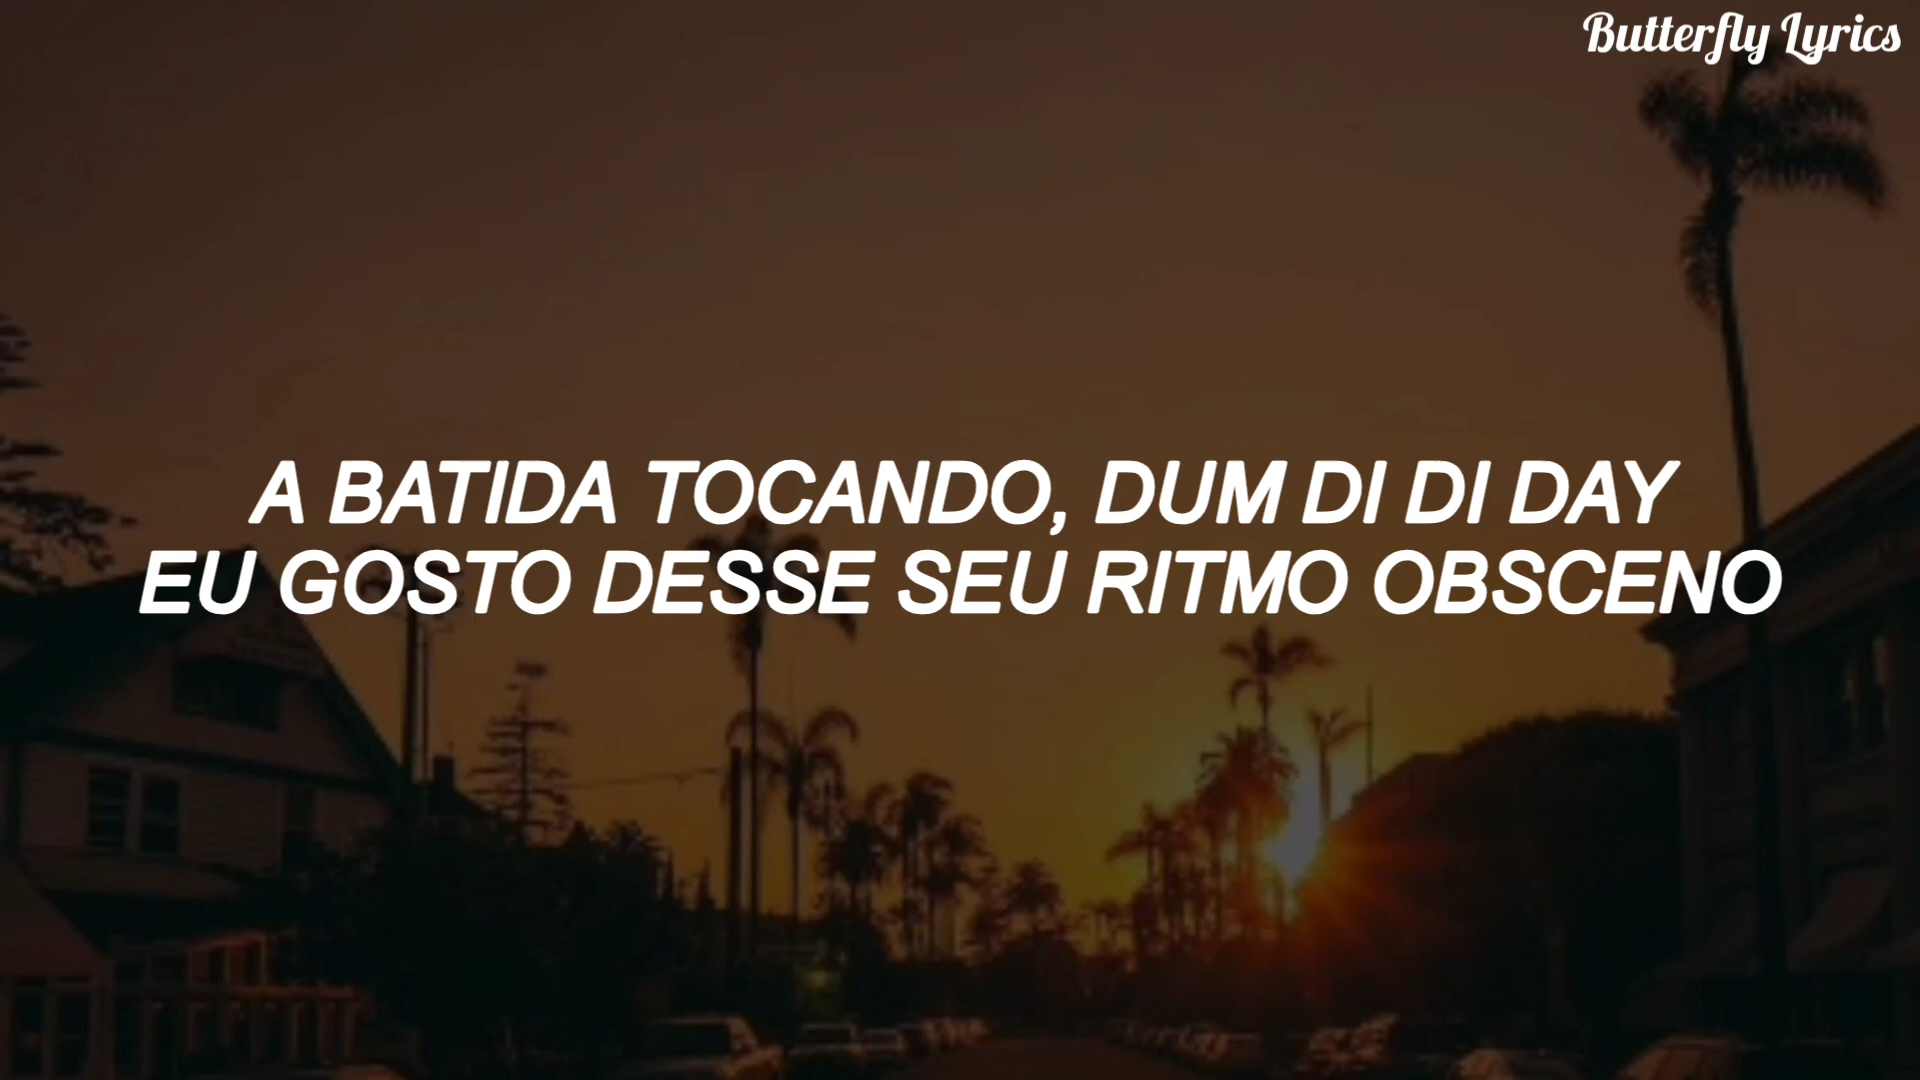 Butterfly Lyrics
A BATIDA TOCANDO, DUM DI DI DAY
EU GOSTO DESSE SEU RITMO OBSCENO